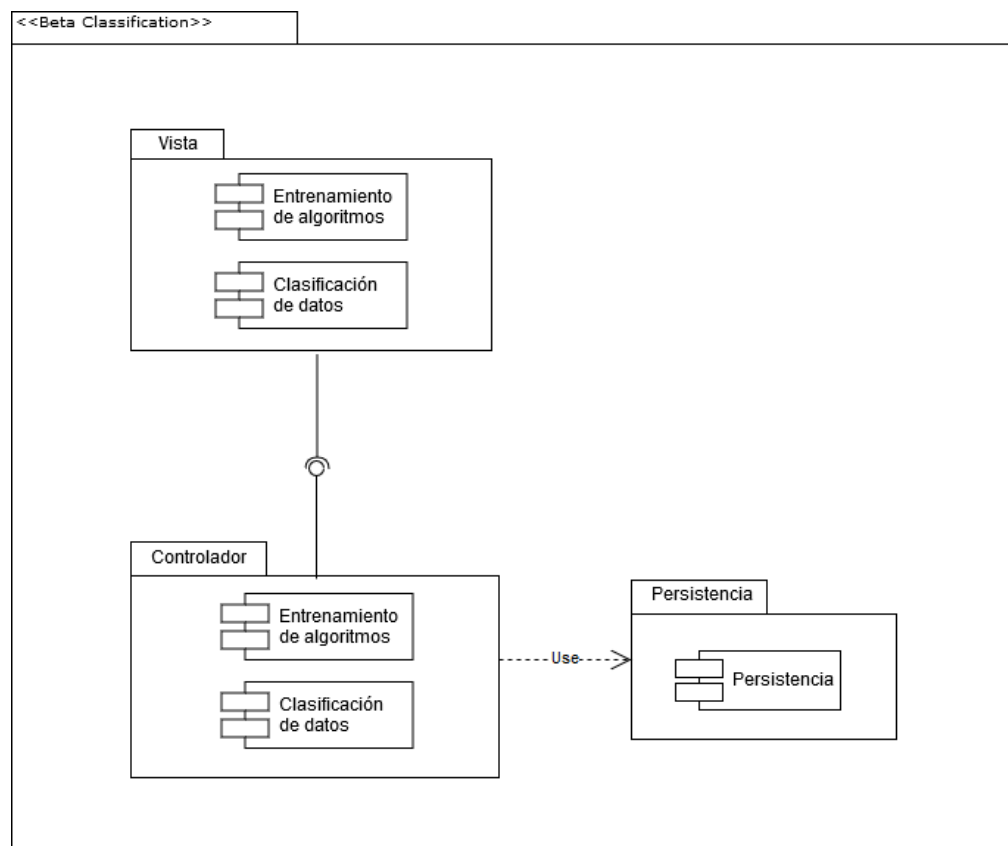 <<Beta Classification>>
Vista
Entrenamiento
de algoritmos
Clasificación
de datos
Controlador
Entrenamiento
de algoritmos
Clasificación
de datos
Use
Persistencia
Persistencia